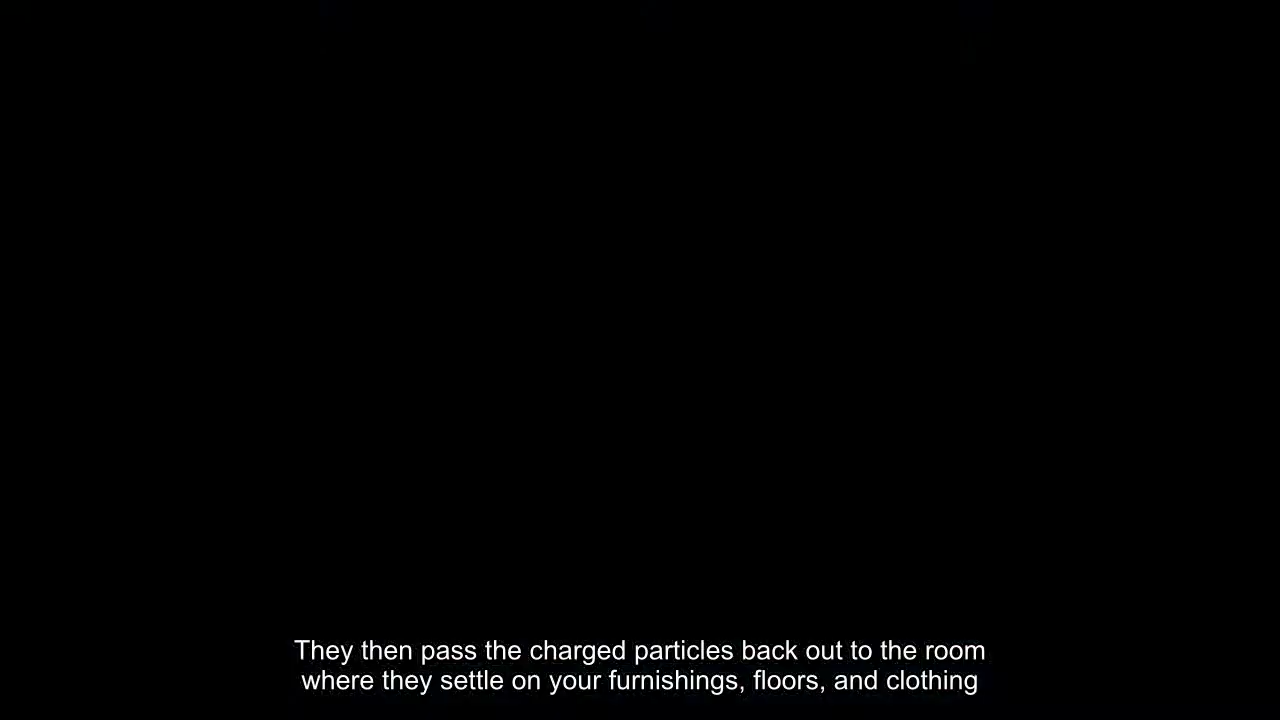 They then pass the charged particles back out to the room
where they settle on your furnishings, floors, and clothing